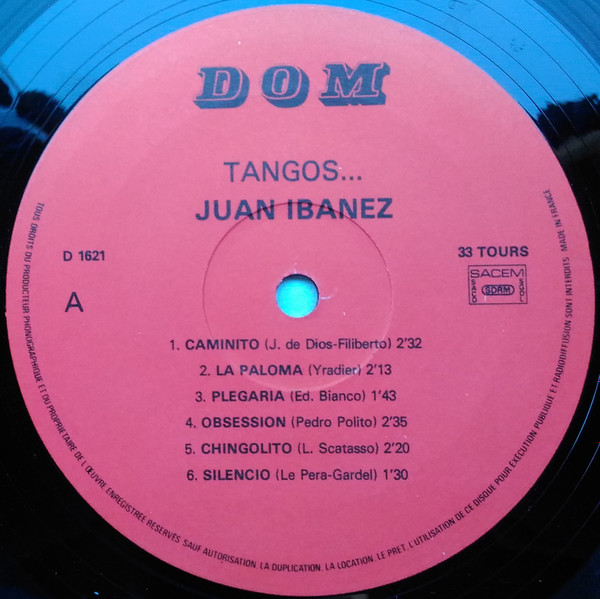 DOM
TANGOS...
JUAN IBANEZ
D 1621
33 TOURS
A
SACEM
SDRM
1. CAMINITO (J. de Dios-Filiberto) 2'32
2. LA PALOMA (Yradier) 2'13
3. PLEGARIA (Ed. Bianco) 1'43
4. OBSESSION (Pedro Polito) 2'35
5. CHINGOLITO (L. Scatasso) 2'20
6. SILENCIO (Le Pera-Gardel) 1'30
TOUS DROITS DU PRODUCTEUR PHONOGRAPHIQUE ET DU PROPRIETAIRE DE L'ŒUVRE ENREGISTREE RESERVES. SAUF AUTORISATION. LA DUPLICATION. LA LOCATION. LE PRET. L'UTILISATION DE CE DISQUE POUR EXECUTION PUBLIQUE ET RADIODIFFUSION SONT INTERDITS. MADE IN FRANCE.